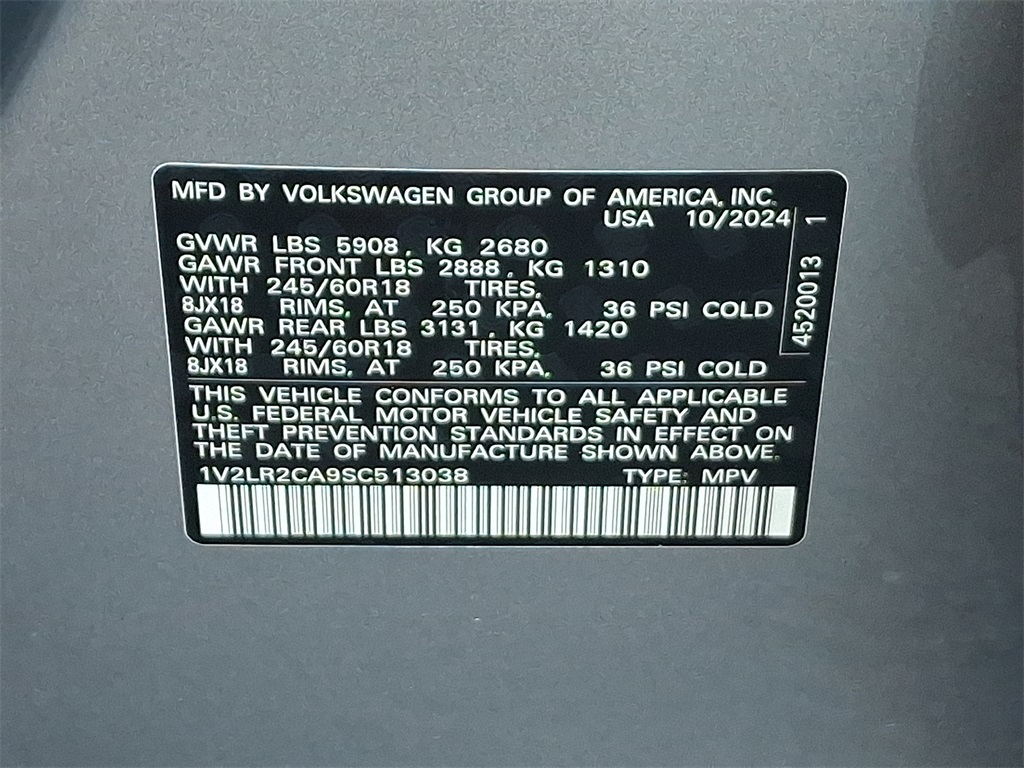 MFD BY VOLKSWAGEN GROUP OF AMERICA, INC.
USA 10/2024
GVWR LBS 5908, KG 2680
GAWR FRONT LBS 2888, KG 1310
WITH 245/60R18 TIRES,
8JX18 RIMS, AT 250 KPA, 36 PSI COLD
GAWR REAR LBS 3131, KG 1420
WITH 245/60R18 TIRES,
8JX18 RIMS, AT 250 KPA, 36 PSI COLD
4520013 1
THIS VEHICLE CONFORMS TO ALL APPLICABLE
U.S. FEDERAL MOTOR VEHICLE SAFETY AND
THEFT PREVENTION STANDARDS IN EFFECT ON
THE DATE OF MANUFACTURE SHOWN ABOVE.
1V2LR2CA9SC513038 TYPE: MPV